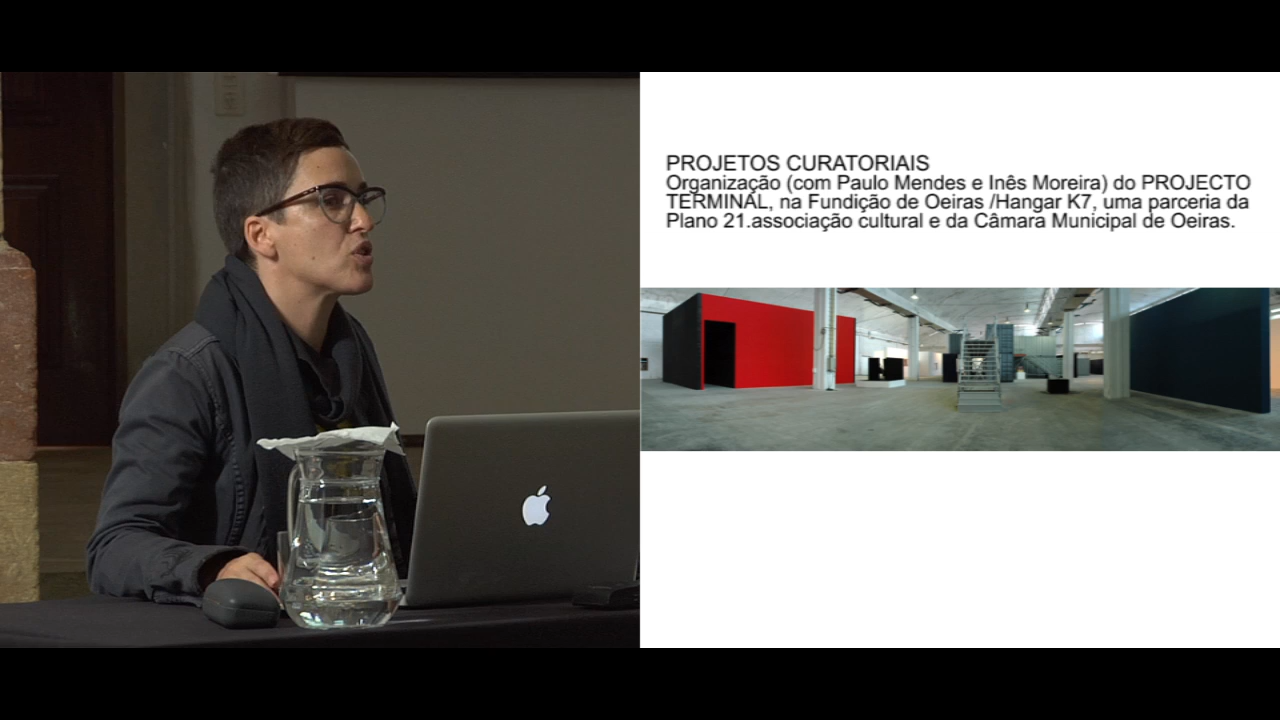 PROJETOS CURATORIAIS
Organização (com Paulo Mendes e Inês Moreira) do PROJECTO
TERMINAL, na Fundição de Oeiras /Hangar K7, uma parceria da
Plano 21.associação cultural e da Câmara Municipal de Oeiras.